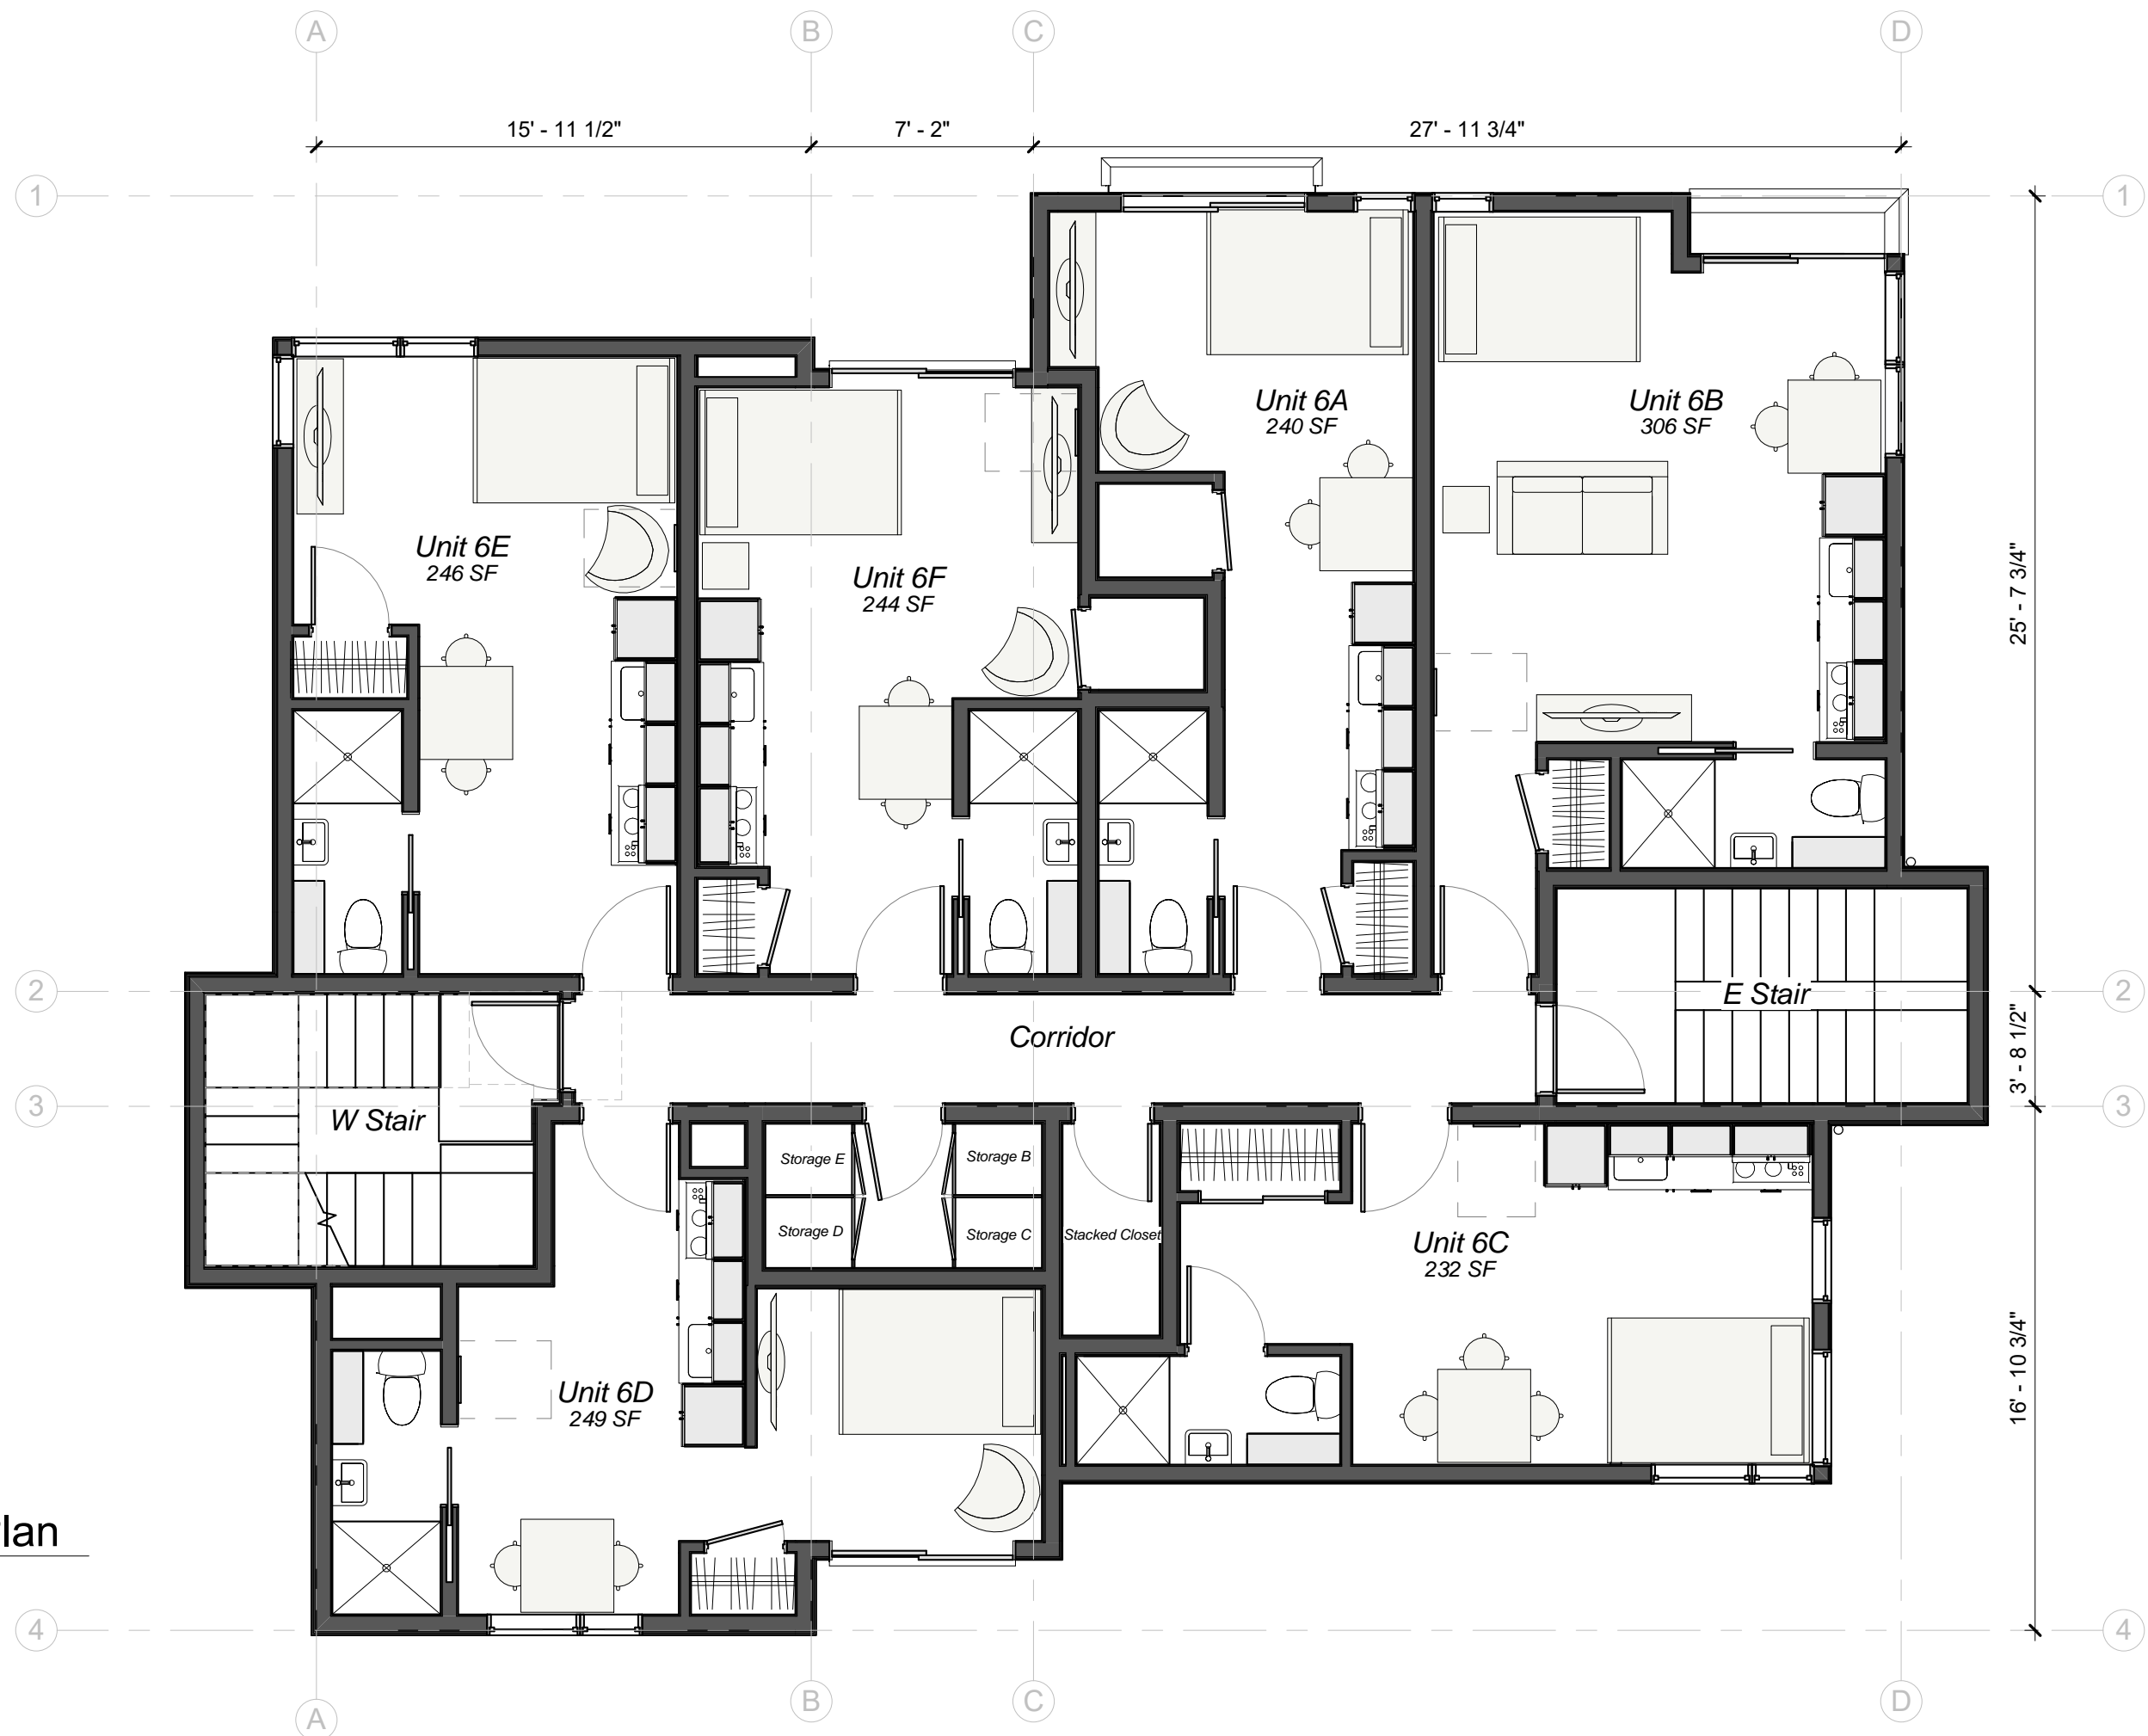 A
B
C
D
15' - 11 1/2"
7' - 2"
27' - 11 3/4"
1
1
Unit 6A
240 SF
Unit 6B
306 SF
Unit 6E
246 SF
Unit 6F
244 SF
25' - 7 3/4"
2
E Stair
2
Corridor
3' - 8 1/2"
3
W Stair
3
Storage E
Storage B
Storage D
Storage C
Stacked Closet
Unit 6C
232 SF
Unit 6D
249 SF
16' - 10 3/4"
4
4
A
B
C
D